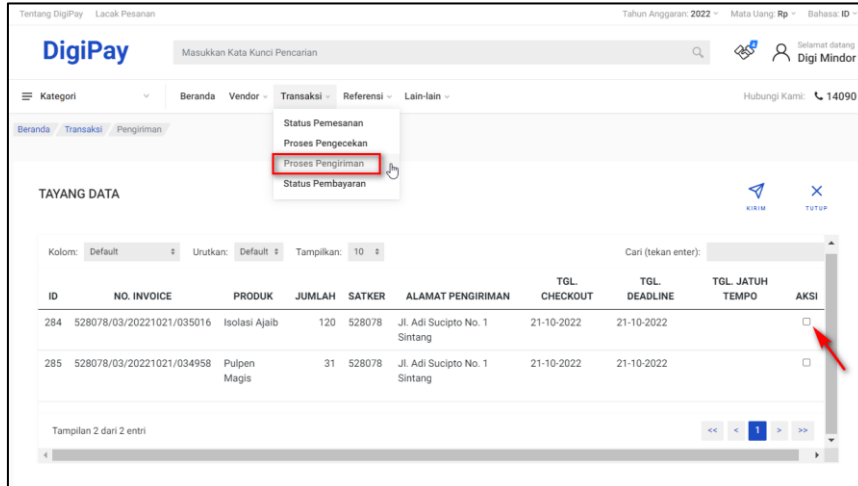 Tentang DigiPay Lacak Pesanan Tahun Anggaran: 2022 Mata Uang: Rp Bahasa: ID
DigiPay Masukkan Kata Kunci Pencarian Selamat datang
Digi Mindor
Kategori Beranda Vendor Transaksi Referensi Lain-lain Hubungi Kami: 14090
Status Pemesanan
Proses Pengecekan
Proses Pengiriman
Status Pembayaran
Beranda Transaksi Pengiriman
TAYANG DATA
KIRIM TUTUP
Kolom: Default Urutkan: Default Tampilkan: 10 Cari (tekan enter):
ID NO. INVOICE PRODUK JUMLAH SATKER ALAMAT PENGIRIMAN TGL. CHECKOUT TGL. DEADLINE TGL. JATUH TEMPO AKSI
284 528078/03/20221021/035016 Isolasi Ajaib 120 528078 Jl. Adi Sucipto No. 1 21-10-2022 21-10-2022
Sintang
285 528078/03/20221021/034958 Pulpen 31 528078 Jl. Adi Sucipto No. 1 21-10-2022 21-10-2022
Magis Sintang
Tampilan 2 dari 2 entri << < 1 > >>